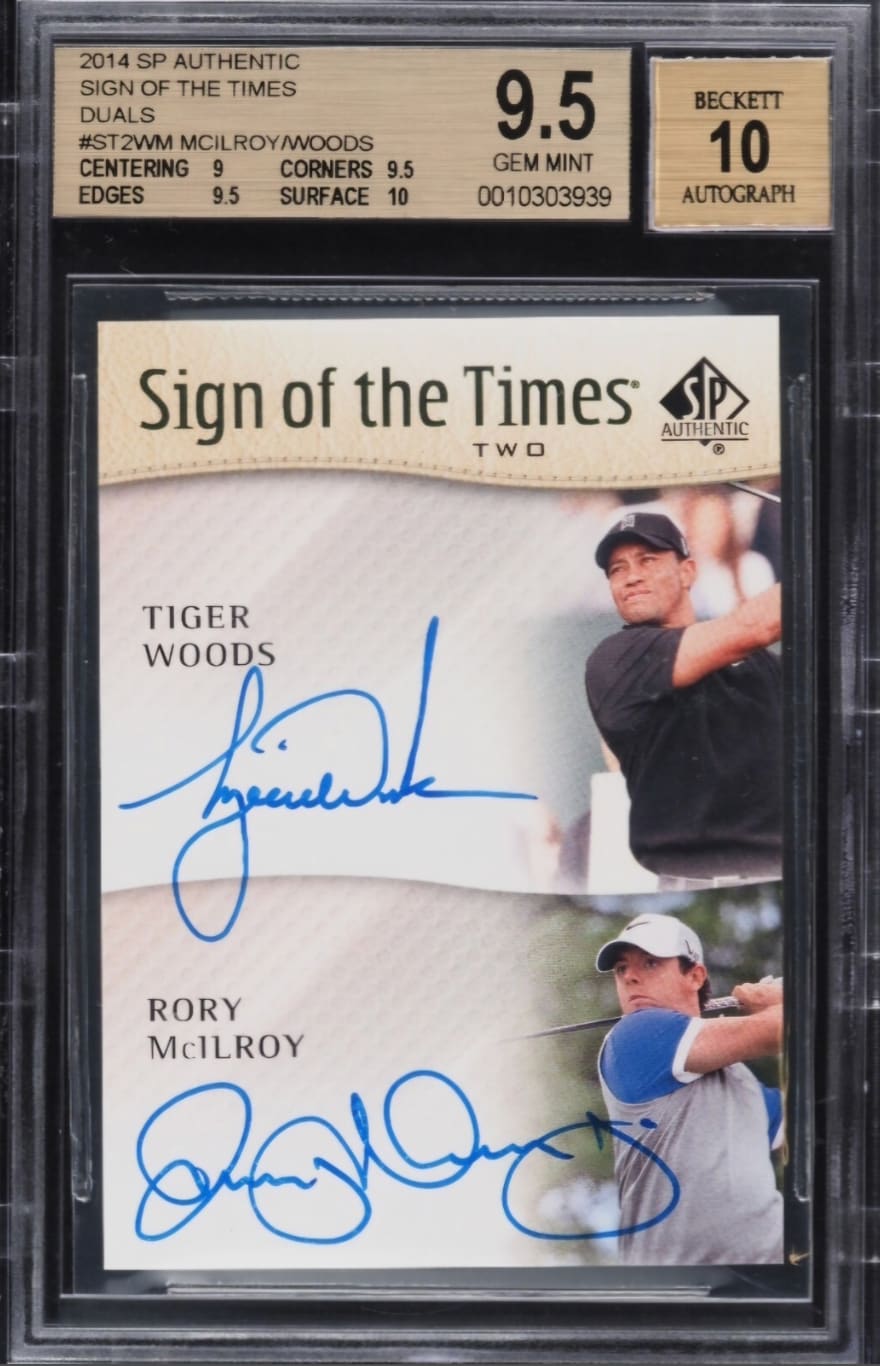 2014 SP AUTHENTIC
SIGN OF THE TIMES
DUALS
#ST2WM MCILROY/WOODS
CENTERING 9 CORNERS 9.5
EDGES 9.5 SURFACE 10
9.5
GEM MINT
0010303939
BECKETT
10
AUTOGRAPH
Sign of the Times®
TWO
SP
AUTHENTIC
®
TIGER
WOODS
Tiger Woods
RORY
McILROY